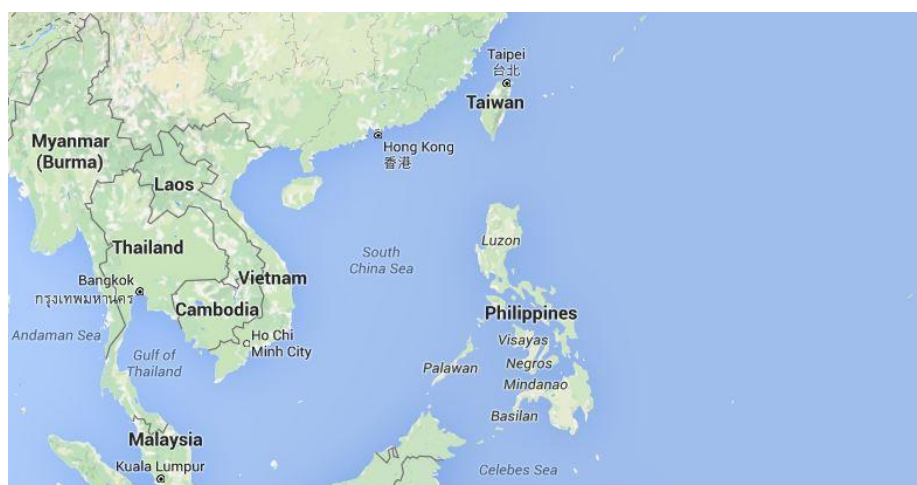 Taipei
台北
Taiwan
Myanmar
(Burma)
Hong Kong
香港
Laos
Thailand
South
China Sea
Luzon
Bangkok
กรุงเทพมหานคร
Vietnam
Cambodia
Philippines
Andaman Sea
Ho Chi
Minh City
Visayas
Gulf of
Thailand
Palawan
Negros
Mindanao
Basilan
Malaysia
Kuala Lumpur
Celebes Sea